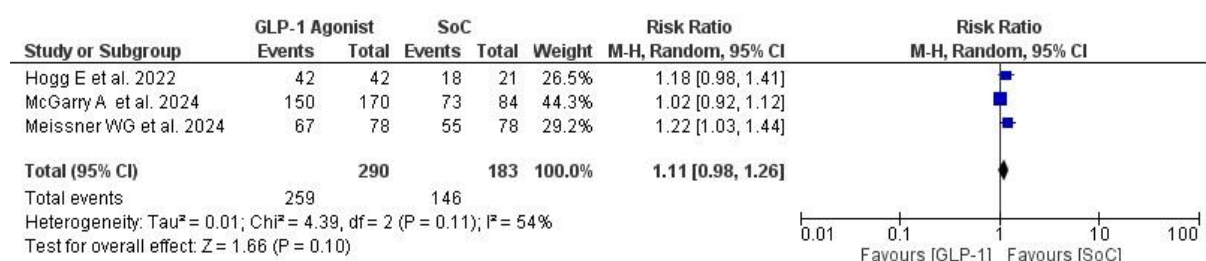 GLP-1 Agonist SoC Risk Ratio Risk Ratio
Study or Subgroup Events Total Events Total Weight M-H, Random, 95% CI M-H, Random, 95% CI
Hogg E et al. 2022 42 42 18 21 26.5% 1.18 [0.98, 1.41]
McGarry A et al. 2024 150 170 73 84 44.3% 1.02 [0.92, 1.12]
Meissner WG et al. 2024 67 78 55 78 29.2% 1.22 [1.03, 1.44]
Total (95% CI) 290 183 100.0% 1.11 [0.98, 1.26]
Total events 259 146
Heterogeneity: Tau² = 0.01; Chi² = 4.39, df = 2 (P = 0.11); I² = 54%
Test for overall effect: Z = 1.66 (P = 0.10)
0.01 0.1 1 10 100
Favours [GLP-1] Favours [SoC]